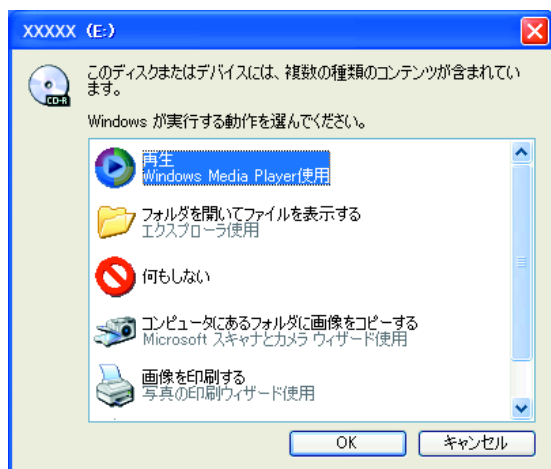 XXXXX (E:)
このディスクまたはデバイスには、複数の種類のコンテンツが含まれてい
ます。
Windows が実行する動作を選んでください。
CD-R
再生
Windows Media Player使用
フォルダを開いてファイルを表示する
エクスプローラ使用
何もしない
コンピュータにあるフォルダに画像をコピーする
Microsoft スキャナとカメラ ウィザード使用
画像を印刷する
写真の印刷ウィザード使用
OK
キャンセル